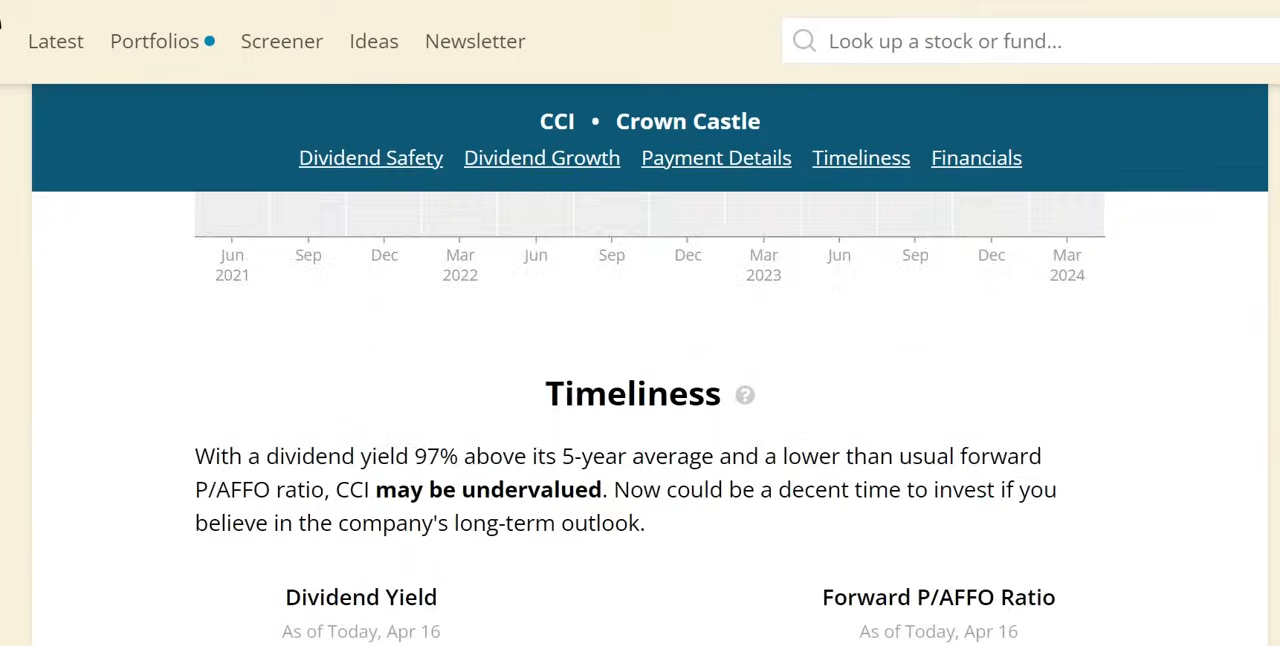 Latest Portfolios Screener Ideas Newsletter Look up a stock or fund...
CCI • Crown Castle
Dividend Safety Dividend Growth Payment Details Timeliness Financials
Jun Sep Dec Mar Jun Sep Dec Mar Jun Sep Dec Mar
2021 2022 2023 2024
Timeliness ?
With a dividend yield 97% above its 5-year average and a lower than usual forward
P/AFFO ratio, CCI may be undervalued. Now could be a decent time to invest if you
believe in the company's long-term outlook.
Dividend Yield Forward P/AFFO Ratio
As of Today, Apr 16 As of Today, Apr 16